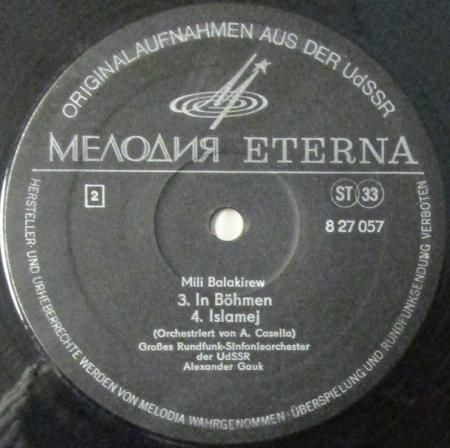 ORIGINALAUFNAHMEN AUS DER UdSSR
МЕЛОДИЯ ETERNA
2
ST 33
8 27 057
Mili Balakirew
3. In Böhmen
4. Islamej
(Orchestriert von A. Casella)
Großes Rundfunk-Sinfonieorchester
der UdSSR
Alexander Gauk
HERSTELLER- UND URHEBERRECHTE WERDEN VON MELODIA WAHRGENOMMEN · ÜBERSPIELUNG UND RUNDFUNKSENDUNG VERBOTEN